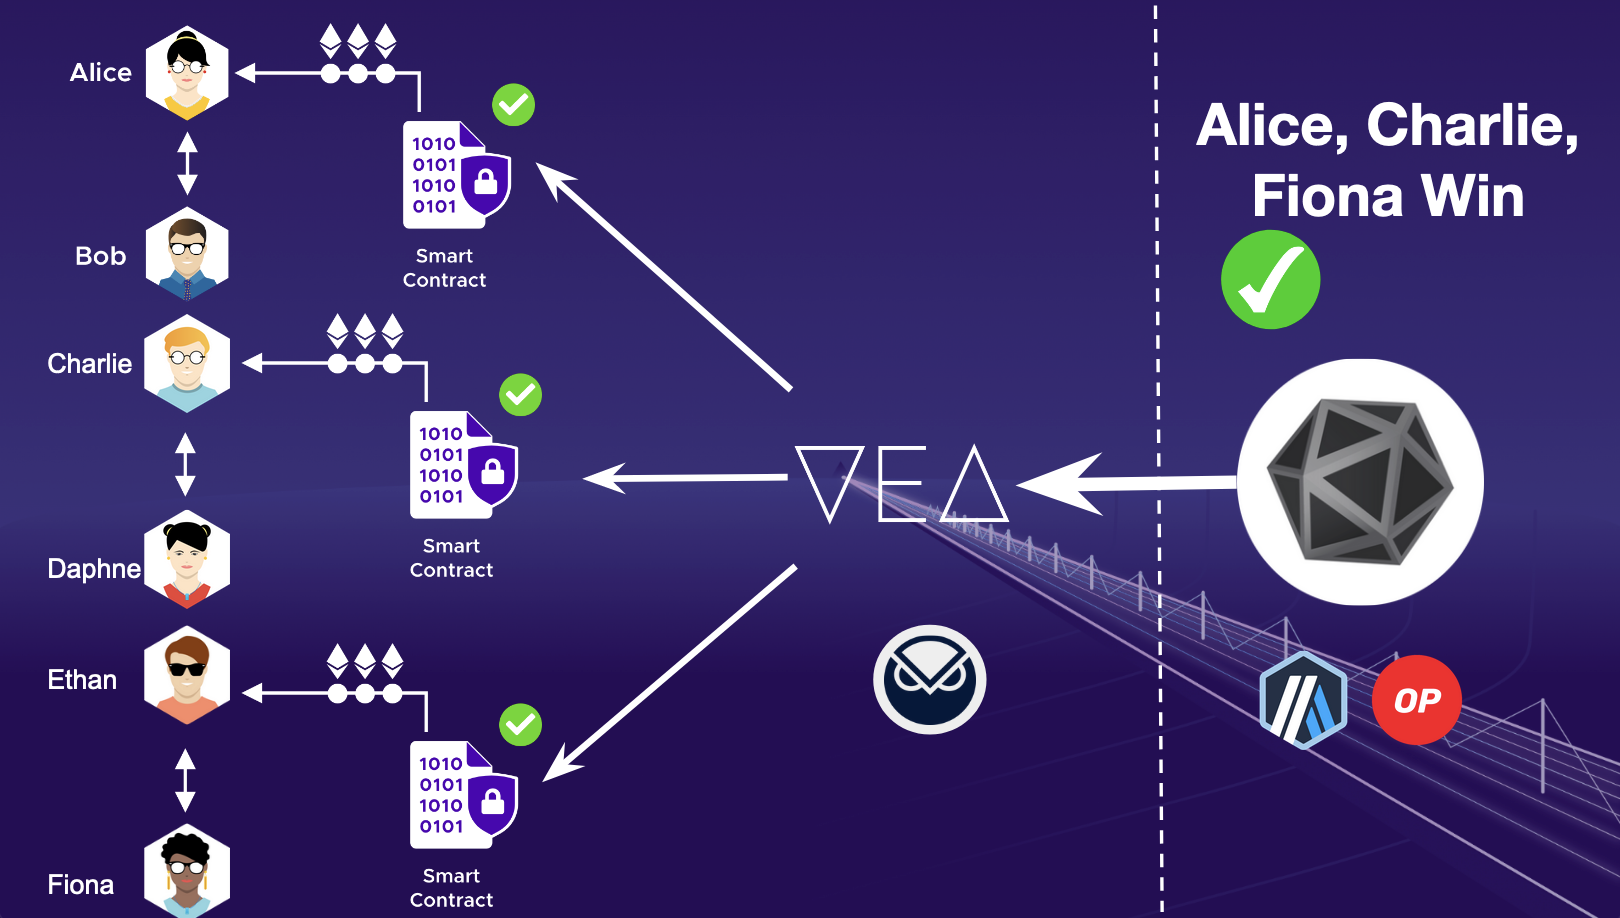 Alice
1010
0101
1010
0101
Smart
Contract
Bob
Charlie
1010
0101
1010
0101
Smart
Contract
Daphne
Ethan
1010
0101
1010
0101
Smart
Contract
Fiona
VEA
Alice, Charlie,
Fiona Win
OP